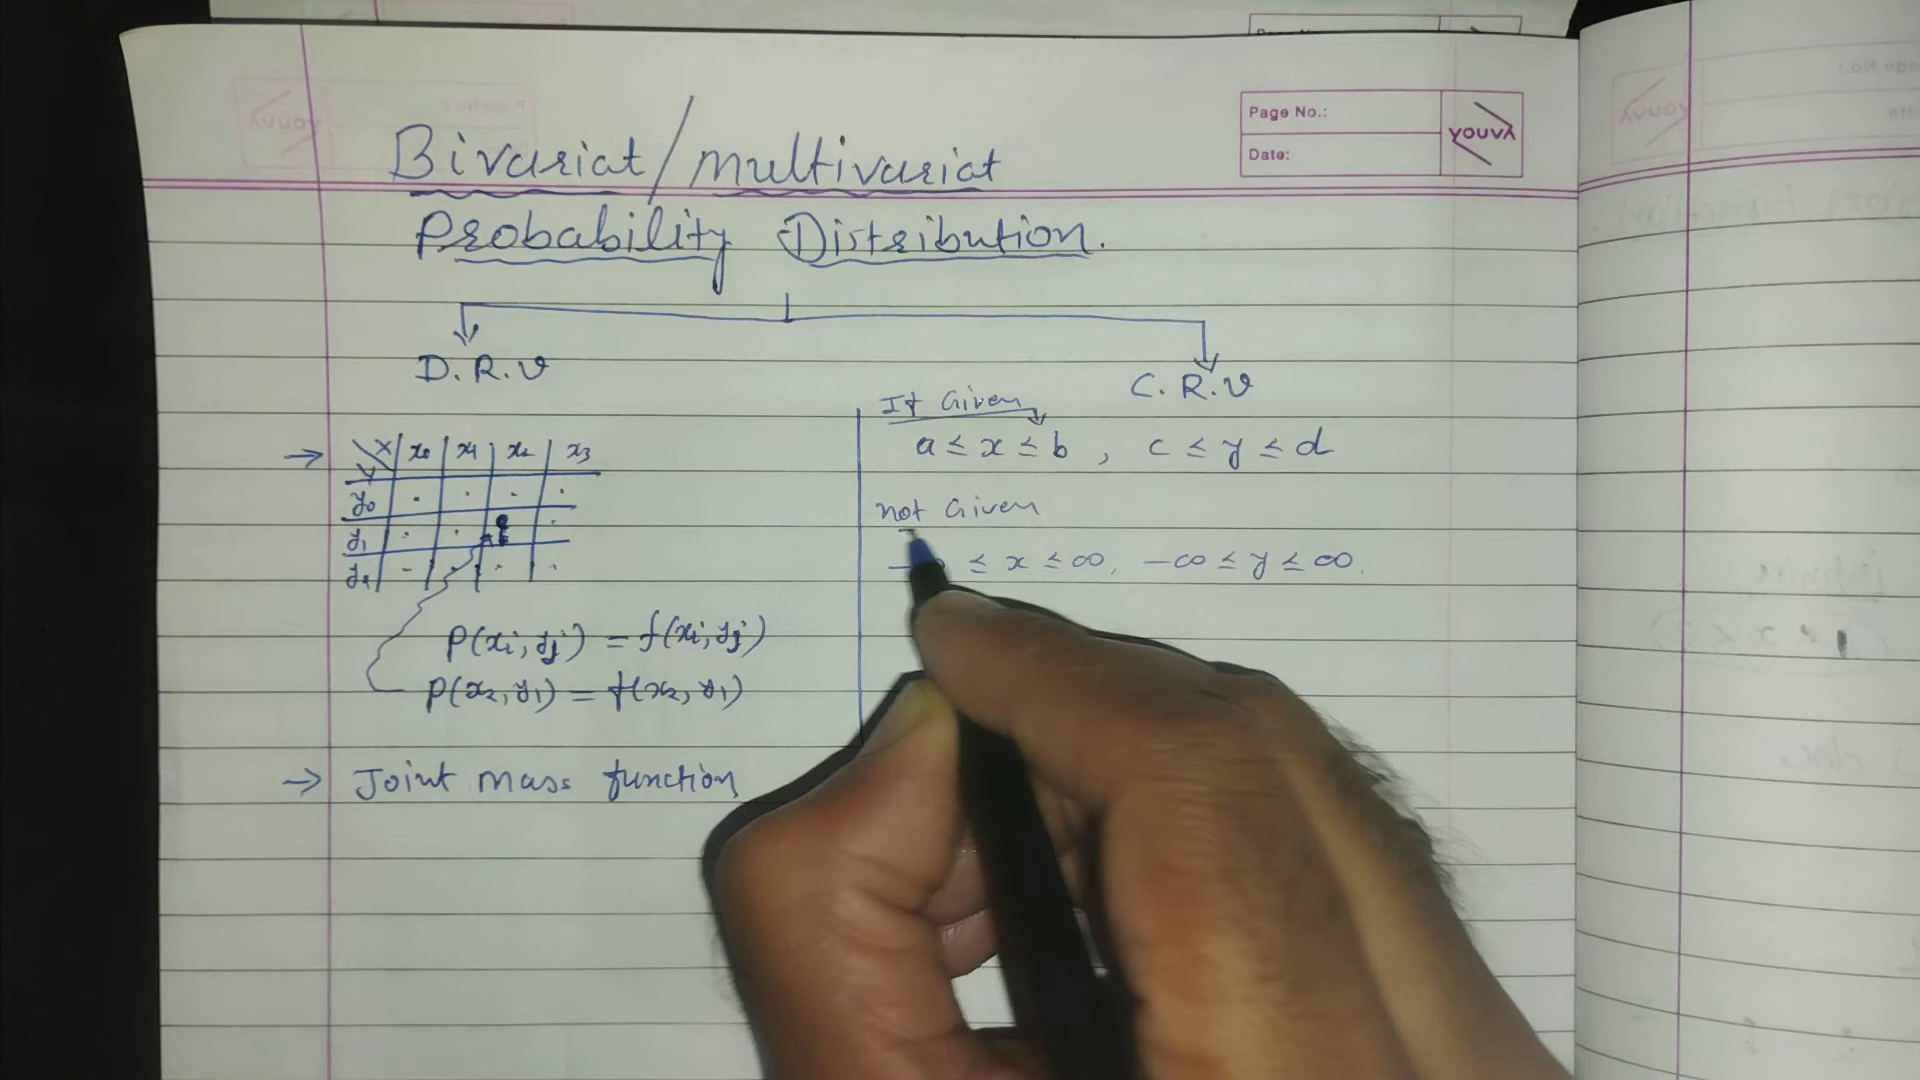 Page No.:
Date:
youvA
Bivariat/multivariat
Probability Distribution.
D.R.V
C.R.V
If Given
a ≤ x ≤ b , c ≤ y ≤ d
X x0 x1 x2 x3
Y
y0
y1
y2
not Given
≤ x ≤ ∞, -∞ ≤ y ≤ ∞.
P(xi, yj) = f(xi, yj)
P(x2, y1) = f(x2, y1)
→ Joint mass function